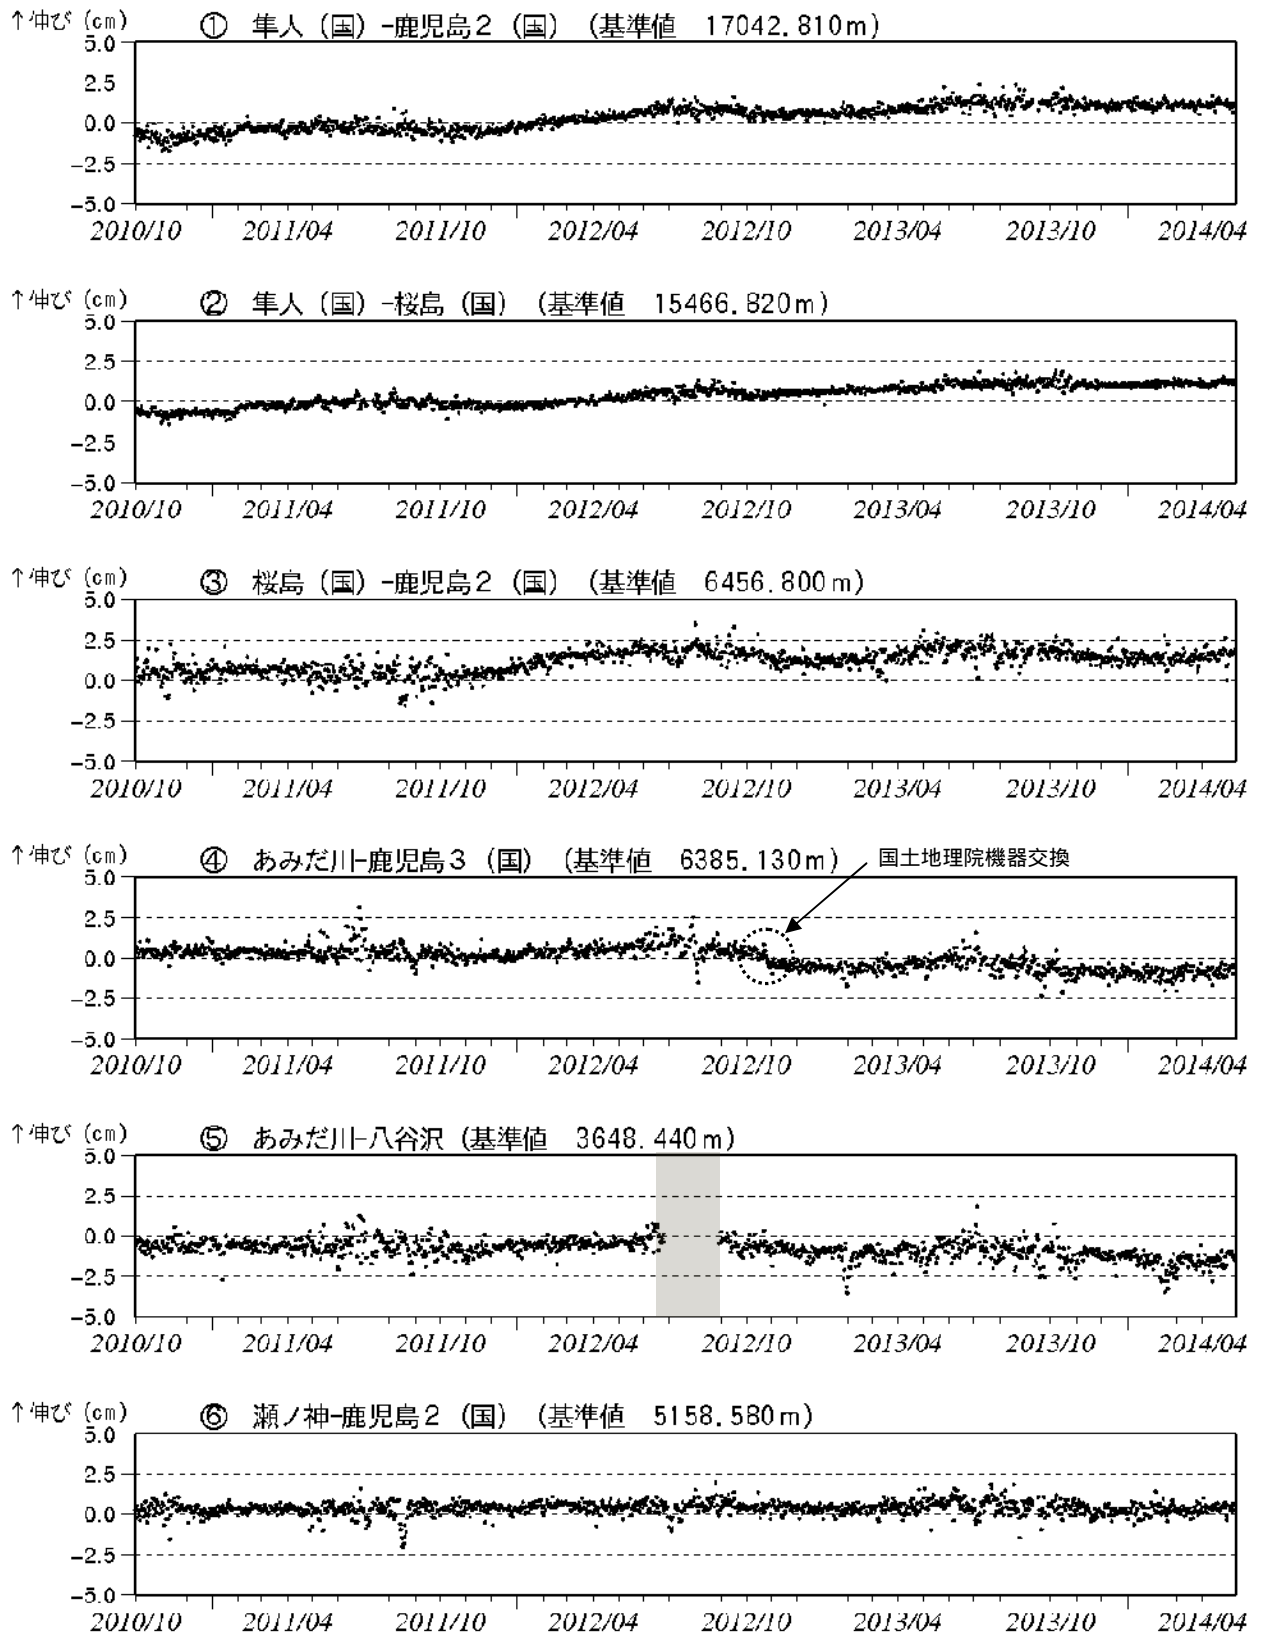 ↑伸び (cm) ① 隼人（国）-鹿児島２（国） (基準値 17042.810m)
5.0
2.5
0.0
-2.5
-5.0
2010/10 2011/04 2011/10 2012/04 2012/10 2013/04 2013/10 2014/04
↑伸び (cm) ② 隼人（国）-桜島（国） (基準値 15466.820m)
5.0
2.5
0.0
-2.5
-5.0
2010/10 2011/04 2011/10 2012/04 2012/10 2013/04 2013/10 2014/04
↑伸び (cm) ③ 桜島（国）-鹿児島２（国） (基準値 6456.800m)
5.0
2.5
0.0
-2.5
-5.0
2010/10 2011/04 2011/10 2012/04 2012/10 2013/04 2013/10 2014/04
↑伸び (cm) ④ あみだ川-鹿児島３（国） (基準値 6385.130m) 国土地理院機器交換
5.0
2.5
0.0
-2.5
-5.0
2010/10 2011/04 2011/10 2012/04 2012/10 2013/04 2013/10 2014/04
↑伸び (cm) ⑤ あみだ川-八谷沢 (基準値 3648.440m)
5.0
2.5
0.0
-2.5
-5.0
2010/10 2011/04 2011/10 2012/04 2012/10 2013/04 2013/10 2014/04
↑伸び (cm) ⑥ 瀬ノ神-鹿児島２（国） (基準値 5158.580m)
5.0
2.5
0.0
-2.5
-5.0
2010/10 2011/04 2011/10 2012/04 2012/10 2013/04 2013/10 2014/04